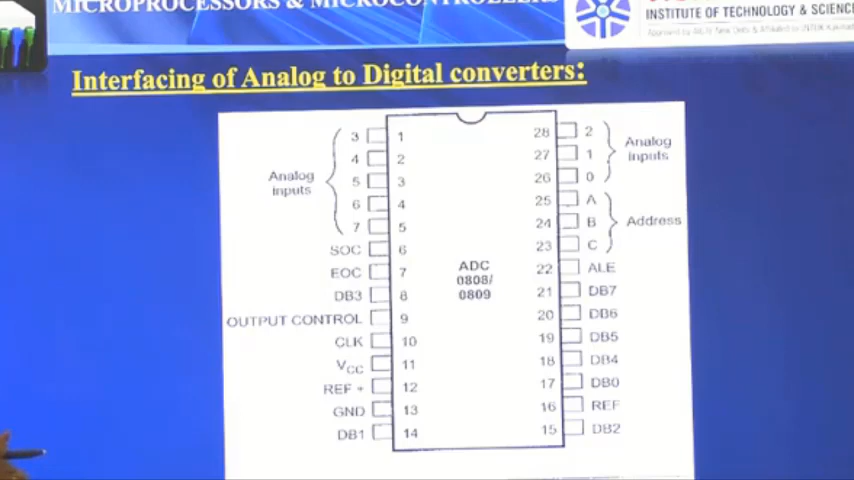 MICROPROCESSORS & MICROCONTROLLERS
INSTITUTE OF TECHNOLOGY & SCIENCE
Interfacing of Analog to Digital converters:
3 1
4 2
Analog inputs
5 3
6 4
7 5
SOC 6
EOC 7
DB3 8
OUTPUT CONTROL 9
CLK 10
VCC 11
REF + 12
GND 13
DB1 14
ADC
0808/
0809
28 2
27 1
Analog inputs
26 0
25 A
24 B
Address
23 C
22 ALE
21 DB7
20 DB6
19 DB5
18 DB4
17 DB0
16 REF
15 DB2